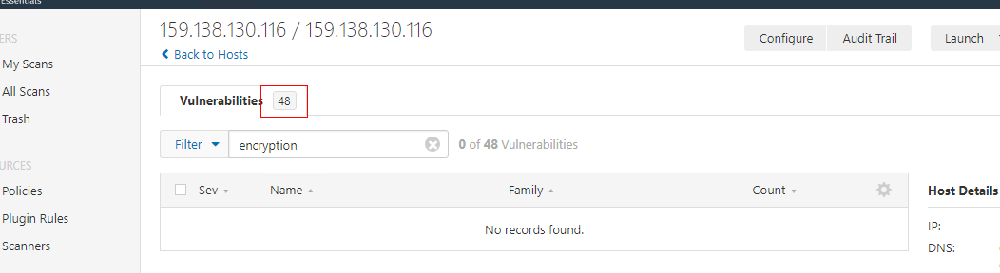 Essentials
159.138.130.116 / 159.138.130.116
Back to Hosts
Configure
Audit Trail
Launch
ERS
My Scans
All Scans
Trash
URCES
Policies
Plugin Rules
Scanners
Vulnerabilities 48
Filter
encryption
0 of 48 Vulnerabilities
Sev Name Family Count
No records found.
Host Details
IP:
DNS: